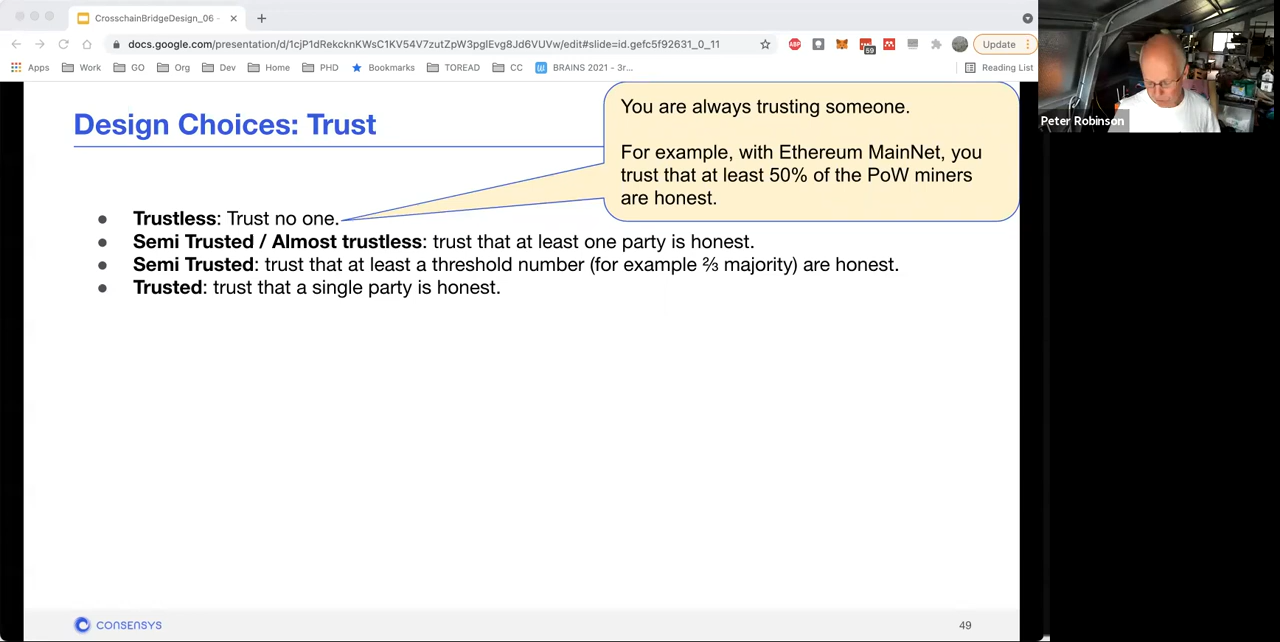 CrosschainBridgeDesign_06 -
docs.google.com/presentation/d/1cjP1dRekcknKWsC1KV54V7zutZpW3pglEvg8Jd6VUVw/edit#slide=id.gefc5f92631_0_11
ABP
59
Update
Apps
Work
GO
Org
Dev
Home
PHD
Bookmarks
TOREAD
CC
BRAINS 2021 - 3r...
Reading List
Peter Robinson
Design Choices: Trust
You are always trusting someone.
For example, with Ethereum MainNet, you
trust that at least 50% of the PoW miners
are honest.
Trustless: Trust no one.
Semi Trusted / Almost trustless: trust that at least one party is honest.
Semi Trusted: trust that at least a threshold number (for example ⅔ majority) are honest.
Trusted: trust that a single party is honest.
CONSENSYS
49